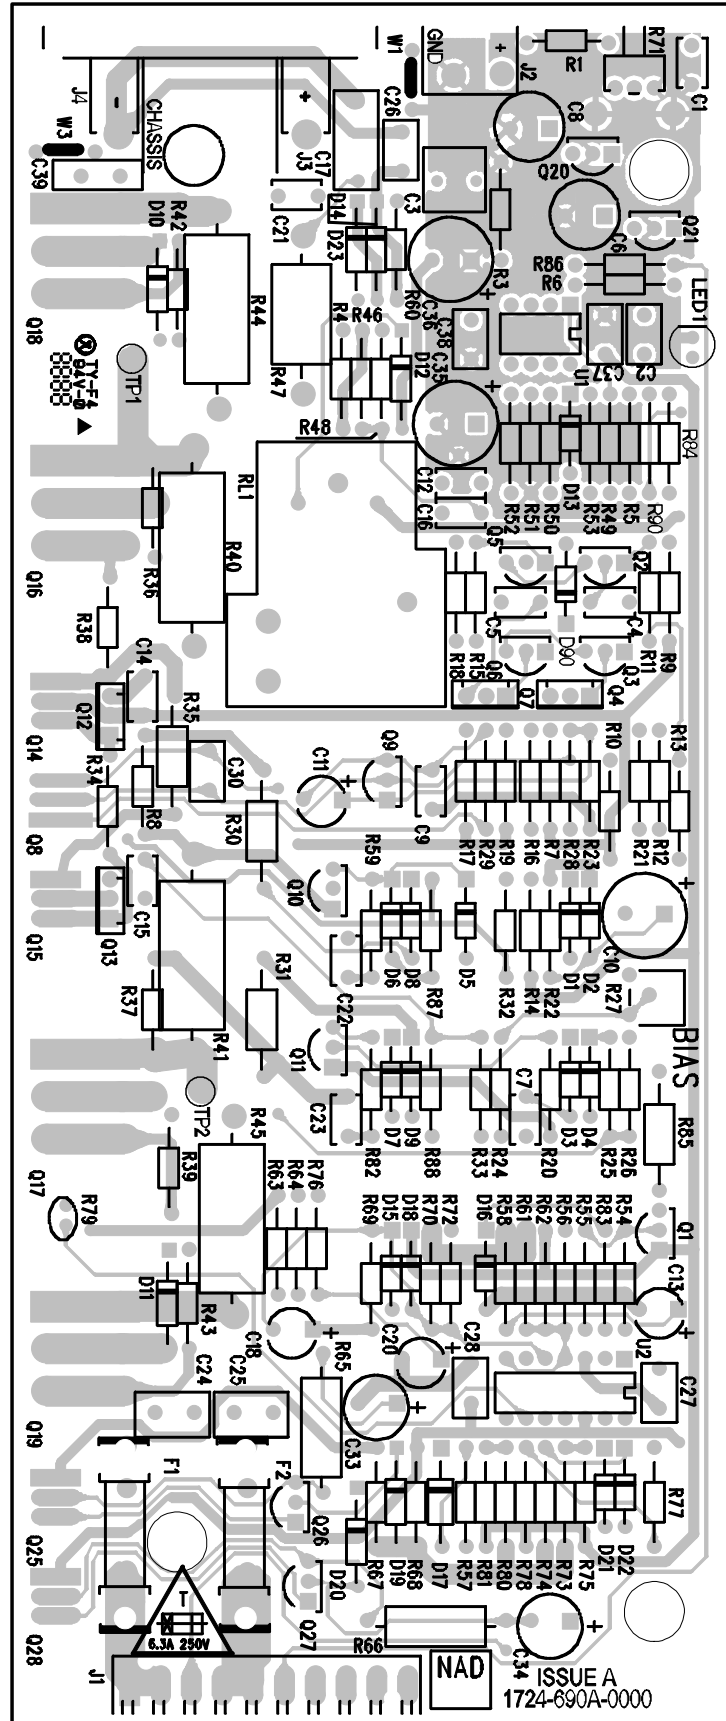 W1
GND
+
J2
R1
R71
C1
J4
-
+
C26
C8
W3
CHASSIS
J3
C17
Q20
C39
C21
D14
C3
Q21
D10
R42
D23
R3
C6
R86
R6
LED1
R44
R47
R4
R46
R60
C36
+
C38
Q18
TY-F4
94V-0
TP1
D12
C35
+
U1
C37
C2
R48
R84
RL1
C12
C16
R52
R51
R50
D13
R53
R49
R5
R90
Q5
Q2
Q16
R36
R40
R38
C5
C4
D90
C14
R18
R15
Q6
Q7
Q3
Q4
R11
R9
Q12
R35
Q14
R34
R8
C30
R30
C11
+
Q9
C9
R10
R13
Q8
R17
R29
R19
R16
R7
R28
R23
R21
R12
R59
Q10
+
Q15
Q13
C15
C10
R37
R31
C22
D6
D8
R87
D5
R32
R14
R22
D1
D2
R27
R41
Q11
BIAS
TP2
R45
C23
C7
R85
R39
R82
D7
D9
R88
R33
R24
R20
D3
D4
R25
R26
Q17
R79
R63
R64
R76
R69
D15
D18
R70
R72
D16
R58
R61
R62
R56
R55
R83
R54
Q1
D11
R43
C13
+
C18
+
R65
C20
+
C28
U2
C24
C25
C27
Q19
C33
+
F1
F2
Q26
R77
Q25
D20
R67
D19
R68
D17
R57
R81
R80
R78
R74
R73
R75
D21
D22
T
6.3A 250V
Q27
Q28
R66
C34
+
J1
NAD
ISSUE A
1724-690A-0000